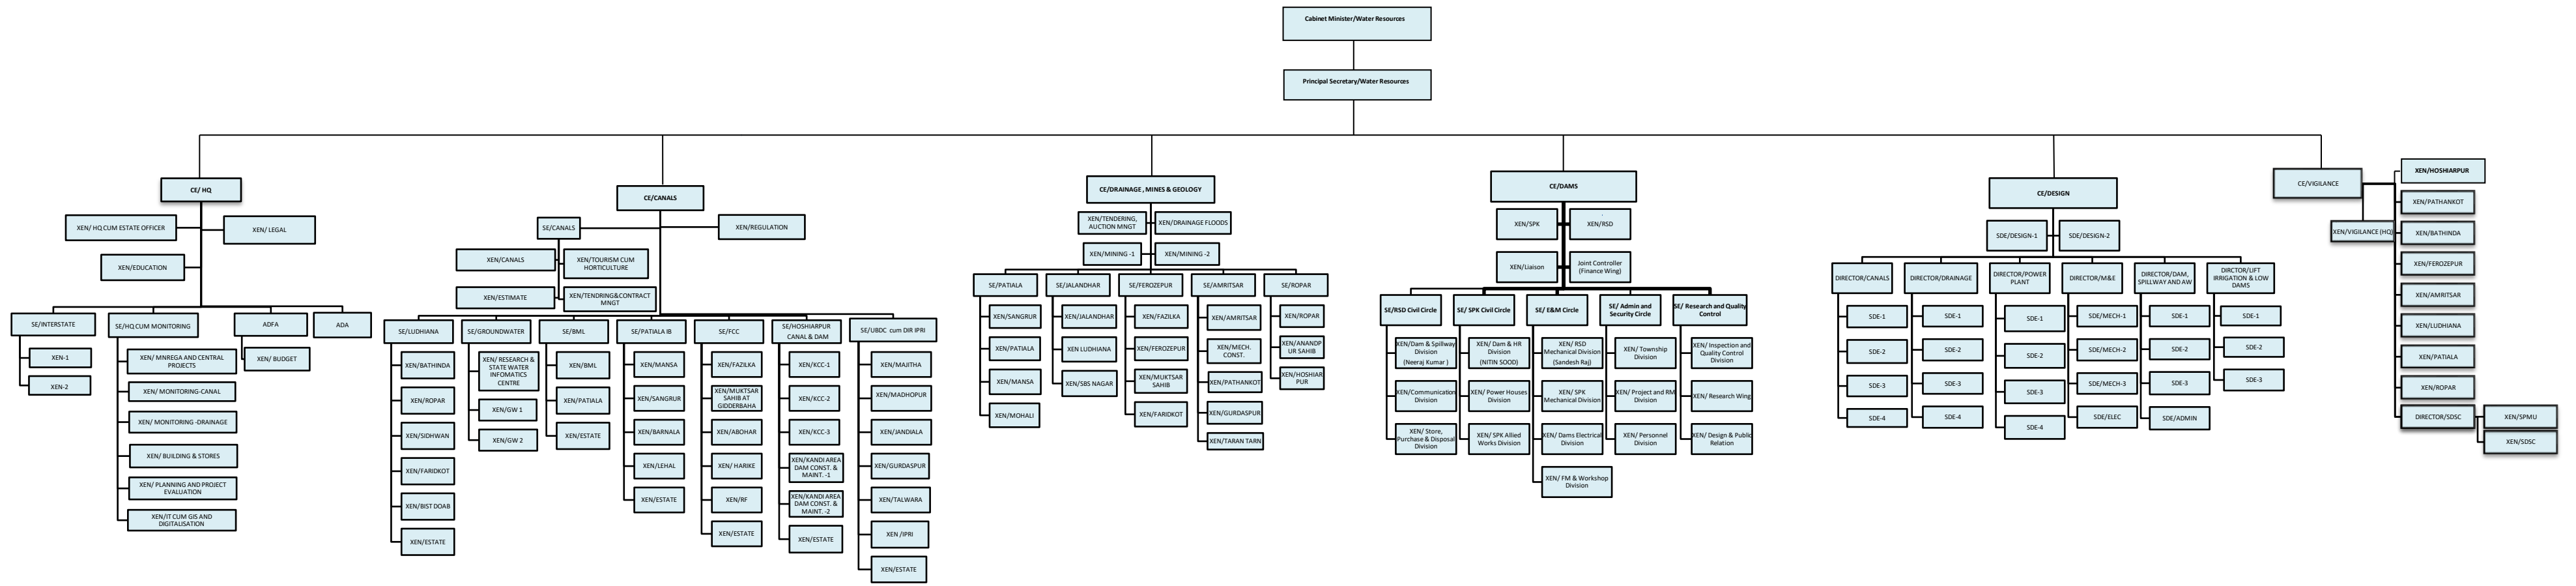 Cabinet Minister/Water Resources
Principal Secretary/Water Resources
CE/ HQ
XEN/ HQ CUM ESTATE OFFICER
XEN/ LEGAL
XEN/EDUCATION
SE/INTERSTATE
XEN-1
XEN-2
SE/HQ CUM MONITORING
XEN/ MNREGA AND CENTRAL
PROJECTS
XEN/ MONITORING-CANAL
XEN/ MONITORING -DRAINAGE
XEN/ BUILDING & STORES
XEN/ PLANNING AND PROJECT
EVALUATION
XEN/IT CUM GIS AND
DIGITALISATION
ADFA
XEN/ BUDGET
ADA
CE/CANALS
SE/CANALS
XEN/REGULATION
XEN/CANALS
XEN/TOURISM CUM
HORTICULTURE
XEN/ESTIMATE
XEN/TENDRING&CONTRACT
MNGT
SE/LUDHIANA
XEN/BATHINDA
XEN/ROPAR
XEN/SIDHWAN
XEN/FARIDKOT
XEN/BIST DOAB
XEN/ESTATE
SE/GROUNDWATER
XEN/ RESEARCH &
STATE WATER
INFOMATICS
CENTRE
XEN/GW 1
XEN/GW 2
SE/BML
XEN/BML
XEN/PATIALA
XEN/ESTATE
SE/PATIALA IB
XEN/MANSA
XEN/SANGRUR
XEN/BARNALA
XEN/LEHAL
XEN/ESTATE
SE/FCC
XEN/FAZILKA
XEN/MUKTSAR
SAHIB AT
GIDDERBAHA
XEN/ABOHAR
XEN/ HARIKE
XEN/RF
XEN/ESTATE
SE/HOSHIARPUR
CANAL & DAM
XEN/KCC-1
XEN/KCC-2
XEN/KCC-3
XEN/KANDI AREA
DAM CONST. &
MAINT. -1
XEN/KANDI AREA
DAM CONST. &
MAINT. -2
XEN/ESTATE
SE/UBDC cum DIR IPRI
XEN/MAJITHA
XEN/MADHOPUR
XEN/JANDIALA
XEN/GURDASPUR
XEN/TALWARA
XEN /IPRI
XEN/ESTATE
CE/DRAINAGE , MINES & GEOLOGY
XEN/TENDERING,
AUCTION MNGT
XEN/DRAINAGE FLOODS
XEN/MINING -1
XEN/MINING -2
SE/PATIALA
XEN/SANGRUR
XEN/PATIALA
XEN/MANSA
XEN/MOHALI
SE/JALANDHAR
XEN/JALANDHAR
XEN LUDHIANA
XEN/SBS NAGAR
SE/FEROZEPUR
XEN/FAZILKA
XEN/FEROZEPUR
XEN/MUKTSAR
SAHIB
XEN/FARIDKOT
SE/AMRITSAR
XEN/AMRITSAR
XEN/MECH.
CONST.
XEN/PATHANKOT
XEN/GURDASPUR
XEN/TARAN TARN
SE/ROPAR
XEN/ROPAR
XEN/ANANDP
UR SAHIB
XEN/HOSHIAR
PUR
CE/DAMS
XEN/SPK
XEN/RSD
XEN/Liaison
Joint Controller
(Finance Wing)
SE/RSD Civil Circle
XEN/Dam & Spillway
Division
(Neeraj Kumar )
XEN/Communication
Division
XEN/ Store,
Purchase & Disposal
Division
SE/ SPK Civil Circle
XEN/ Dam & HR
Division
(NITIN SOOD)
XEN/ Power Houses
Division
XEN/ SPK Allied
Works Division
SE/ E&M Circle
XEN/ RSD
Mechanical Division
(Sandesh Raj)
XEN/ SPK
Mechanical Division
XEN/ Dams Electrical
Division
XEN/ FM & Workshop
Division
SE/ Admin and
Security Circle
XEN/ Township
Division
XEN/ Project and RM
Division
XEN/ Personnel
Division
SE/ Research and Quality
Control
XEN/ Inspection and
Quality Control
Division
XEN/ Research Wing
XEN/ Design & Public
Relation
CE/DESIGN
SDE/DESIGN-1
SDE/DESIGN-2
DIRECTOR/CANALS
SDE-1
SDE-2
SDE-3
SDE-4
DIRECTOR/DRAINAGE
SDE-1
SDE-2
SDE-3
SDE-4
DIRECTOR/POWER
PLANT
SDE-1
SDE-2
SDE-3
SDE-4
DIRECTOR/M&E
SDE/MECH-1
SDE/MECH-2
SDE/MECH-3
SDE/ELEC
DIRECTOR/DAM,
SPILLWAY AND AW
SDE-1
SDE-2
SDE-3
SDE/ADMIN
DIRCTOR/LIFT
IRRIGATION & LOW
DAMS
SDE-1
SDE-2
SDE-3
CE/VIGILANCE
XEN/VIGILANCE (HQ)
XEN/HOSHIARPUR
XEN/PATHANKOT
XEN/BATHINDA
XEN/FEROZEPUR
XEN/AMRITSAR
XEN/LUDHIANA
XEN/PATIALA
XEN/ROPAR
DIRECTOR/SDSC
XEN/SPMU
XEN/SDSC